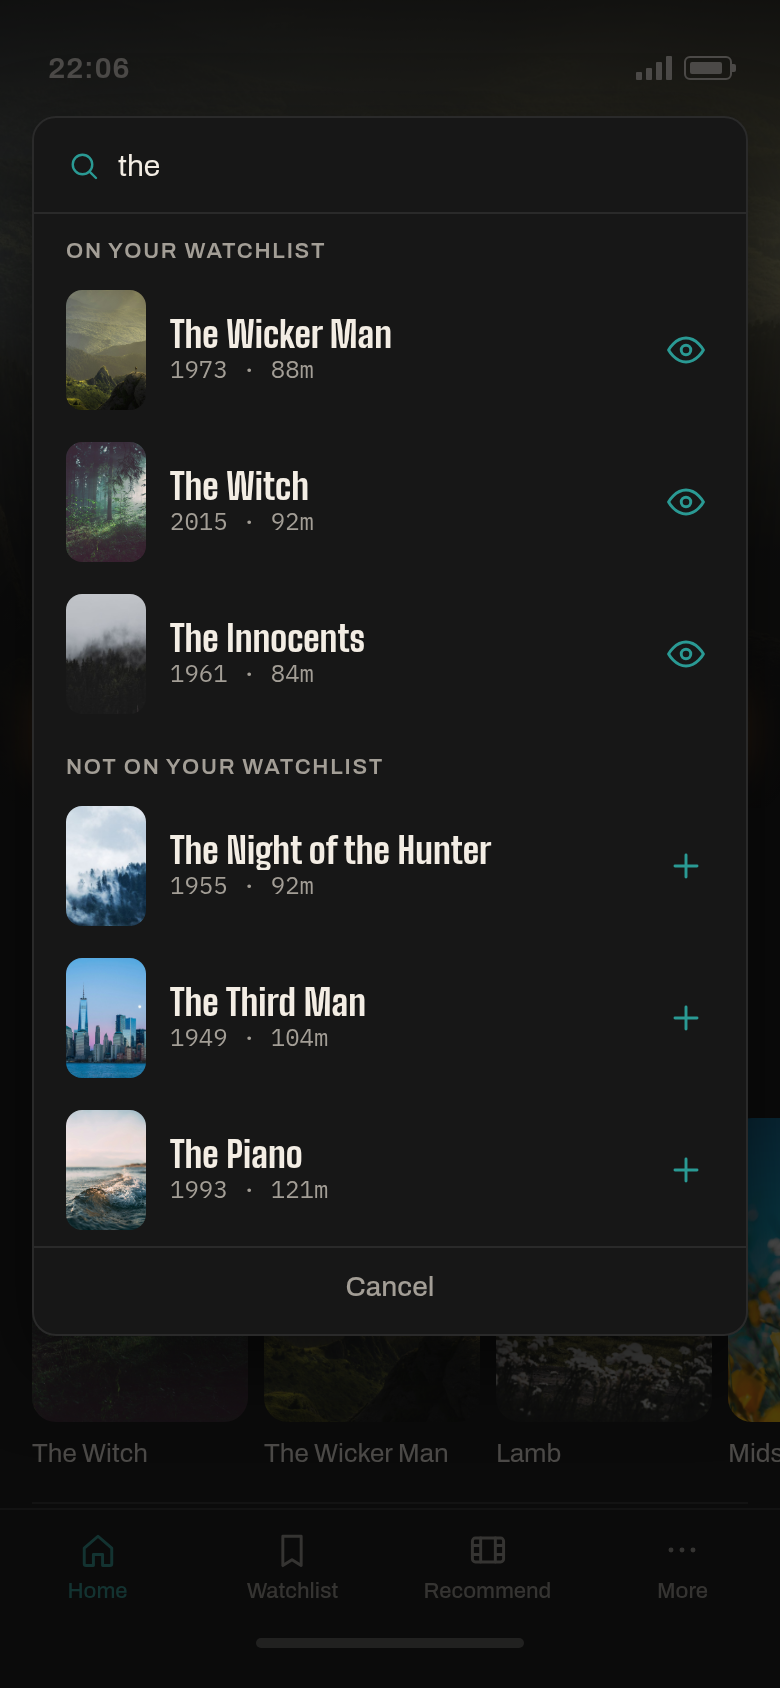 22:06
the
ON YOUR WATCHLIST
The Wicker Man
1973 · 88m
The Witch
2015 · 92m
The Innocents
1961 · 84m
NOT ON YOUR WATCHLIST
The Night of the Hunter
1955 · 92m
The Third Man
1949 · 104m
The Piano
1993 · 121m
Cancel
The Witch
The Wicker Man
Lamb
Mids
Home
Watchlist
Recommend
More